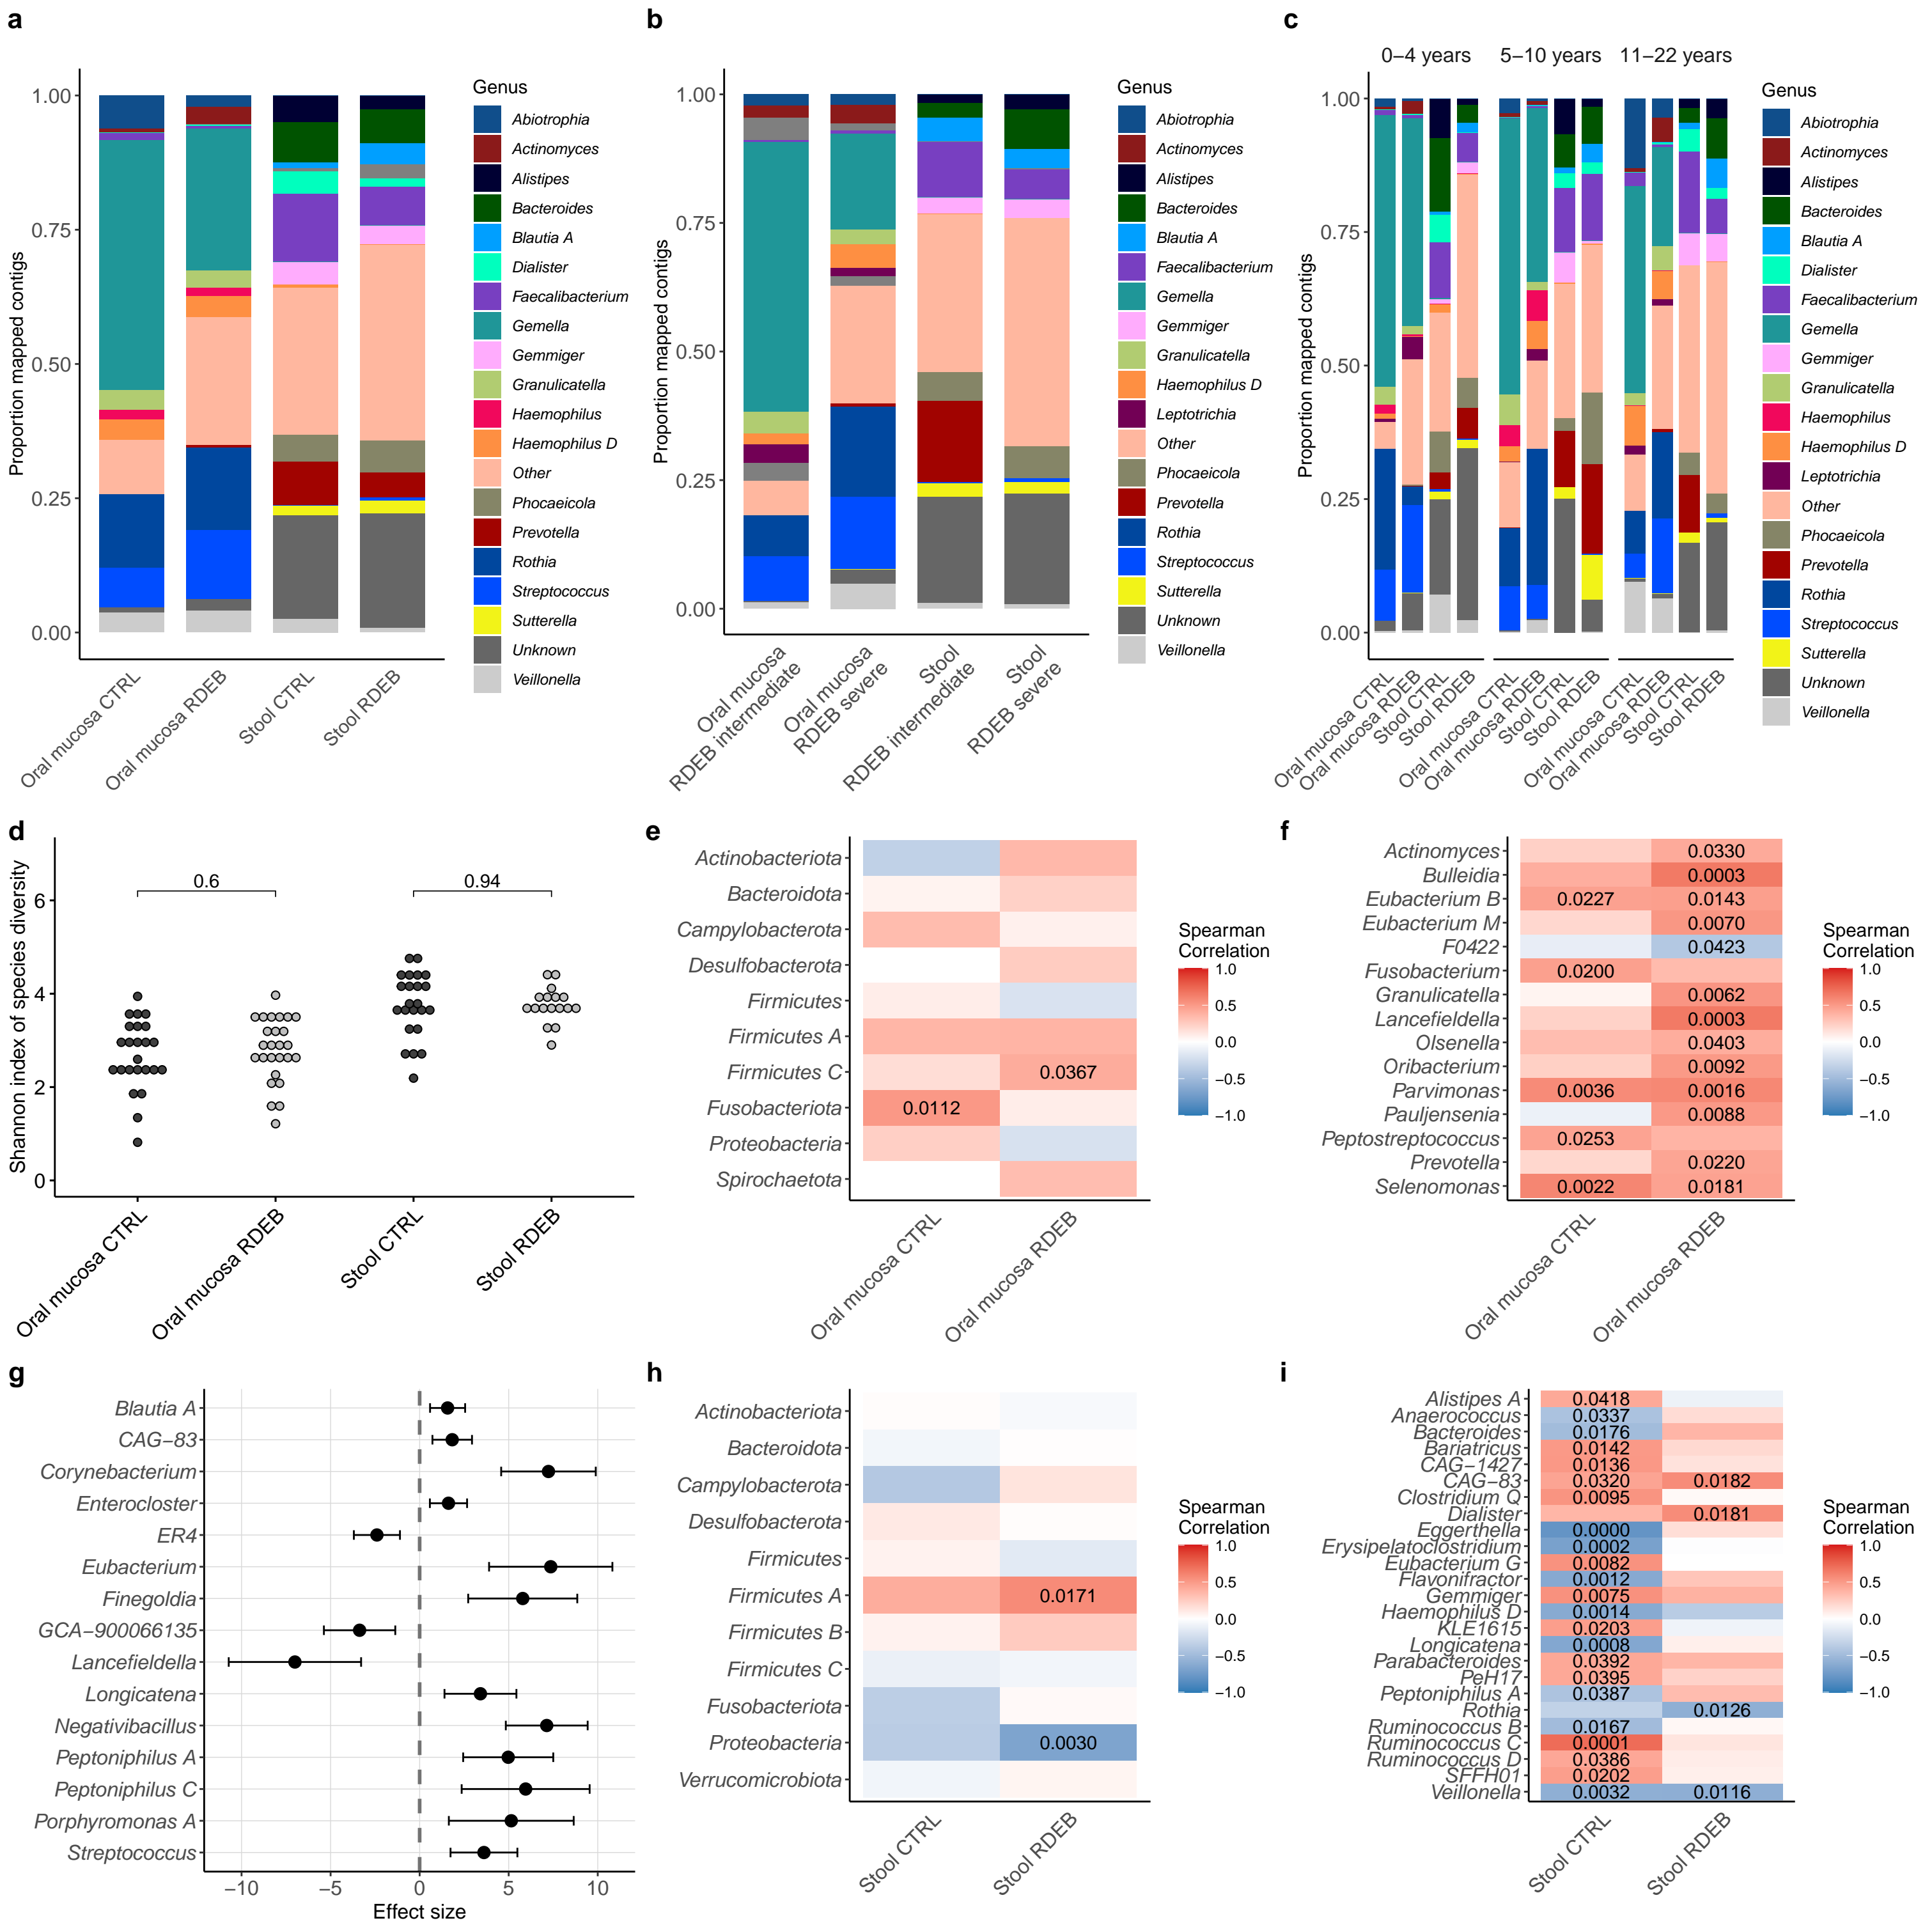 a
1.00
0.75
0.50
0.25
0.00
Proportion mapped contigs
Oral mucosa CTRL
Oral mucosa RDEB
Stool CTRL
Stool RDEB
Genus
Abiotrophia
Actinomyces
Alistipes
Bacteroides
Blautia A
Dialister
Faecalibacterium
Gemella
Gemmiger
Granulicatella
Haemophilus
Haemophilus D
Other
Phocaeicola
Prevotella
Rothia
Streptococcus
Sutterella
Unknown
Veillonella
b
1.00
0.75
0.50
0.25
0.00
Proportion mapped contigs
Oral mucosa
RDEB intermediate
Oral mucosa
RDEB severe
Stool
RDEB intermediate
Stool
RDEB severe
Genus
Abiotrophia
Actinomyces
Alistipes
Bacteroides
Blautia A
Faecalibacterium
Gemella
Gemmiger
Granulicatella
Haemophilus D
Leptotrichia
Other
Phocaeicola
Prevotella
Rothia
Streptococcus
Sutterella
Unknown
Veillonella
c
0−4 years
5−10 years
11−22 years
1.00
0.75
0.50
0.25
0.00
Proportion mapped contigs
Oral mucosa CTRL
Oral mucosa RDEB
Stool CTRL
Stool RDEB
Oral mucosa CTRL
Oral mucosa RDEB
Stool CTRL
Stool RDEB
Oral mucosa CTRL
Oral mucosa RDEB
Stool CTRL
Stool RDEB
Genus
Abiotrophia
Actinomyces
Alistipes
Bacteroides
Blautia A
Dialister
Faecalibacterium
Gemella
Gemmiger
Granulicatella
Haemophilus
Haemophilus D
Leptotrichia
Other
Phocaeicola
Prevotella
Rothia
Streptococcus
Sutterella
Unknown
Veillonella
d
Shannon index of species diversity
6
4
2
0
0.6
0.94
Oral mucosa CTRL
Oral mucosa RDEB
Stool CTRL
Stool RDEB
e
Actinobacteriota
Bacteroidota
Campylobacterota
Desulfobacterota
Firmicutes
Firmicutes A
Firmicutes C 0.0367
Fusobacteriota 0.0112
Proteobacteria
Spirochaetota
Oral mucosa CTRL
Oral mucosa RDEB
Spearman
Correlation
1.0
0.5
0.0
−0.5
−1.0
f
Actinomyces 0.0330
Bulleidia 0.0003
Eubacterium B 0.0227 0.0143
Eubacterium M 0.0070
F0422 0.0423
Fusobacterium 0.0200
Granulicatella 0.0062
Lancefieldella 0.0003
Olsenella 0.0403
Oribacterium 0.0092
Parvimonas 0.0036 0.0016
Pauljensenia 0.0088
Peptostreptococcus 0.0253
Prevotella 0.0220
Selenomonas 0.0022 0.0181
Oral mucosa CTRL
Oral mucosa RDEB
Spearman
Correlation
1.0
0.5
0.0
−0.5
−1.0
g
Blautia A
CAG−83
Corynebacterium
Enterocloster
ER4
Eubacterium
Finegoldia
GCA−900066135
Lancefieldella
Longicatena
Negativibacillus
Peptoniphilus A
Peptoniphilus C
Porphyromonas A
Streptococcus
−10 −5 0 5 10
Effect size
h
Actinobacteriota
Bacteroidota
Campylobacterota
Desulfobacterota
Firmicutes
Firmicutes A 0.0171
Firmicutes B
Firmicutes C
Fusobacteriota
Proteobacteria 0.0030
Verrucomicrobiota
Stool CTRL
Stool RDEB
Spearman
Correlation
1.0
0.5
0.0
−0.5
−1.0
i
Alistipes A 0.0418
Anaerococcus 0.0337
Bacteroides 0.0176
Bariatricus 0.0142
CAG−1427 0.0136
CAG−83 0.0320 0.0182
Clostridium Q 0.0095
Dialister 0.0181
Eggerthella 0.0000
Erysipelatoclostridium 0.0002
Eubacterium G 0.0082
Flavonifractor 0.0012
Gemmiger 0.0075
Haemophilus D 0.0014
KLE1615 0.0203
Longicatena 0.0008
Parabacteroides 0.0392
PeH17 0.0395
Peptoniphilus A 0.0387
Rothia 0.0126
Ruminococcus B 0.0167
Ruminococcus C 0.0001
Ruminococcus D 0.0386
SFFH01 0.0202
Veillonella 0.0032 0.0116
Stool CTRL
Stool RDEB
Spearman
Correlation
1.0
0.5
0.0
−0.5
−1.0